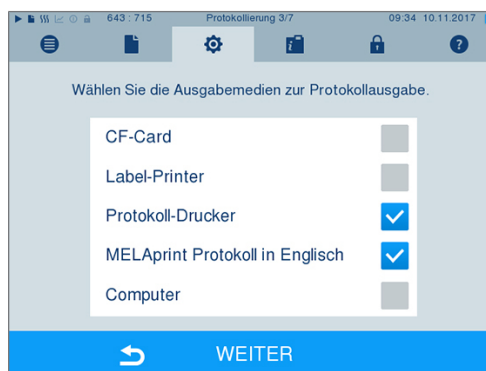 643 : 715 Protokollierung 3/7 09:34 10.11.2017
Wählen Sie die Ausgabemedien zur Protokollausgabe.
CF-Card
Label-Printer
Protokoll-Drucker
MELAprint Protokoll in Englisch
Computer
WEITER